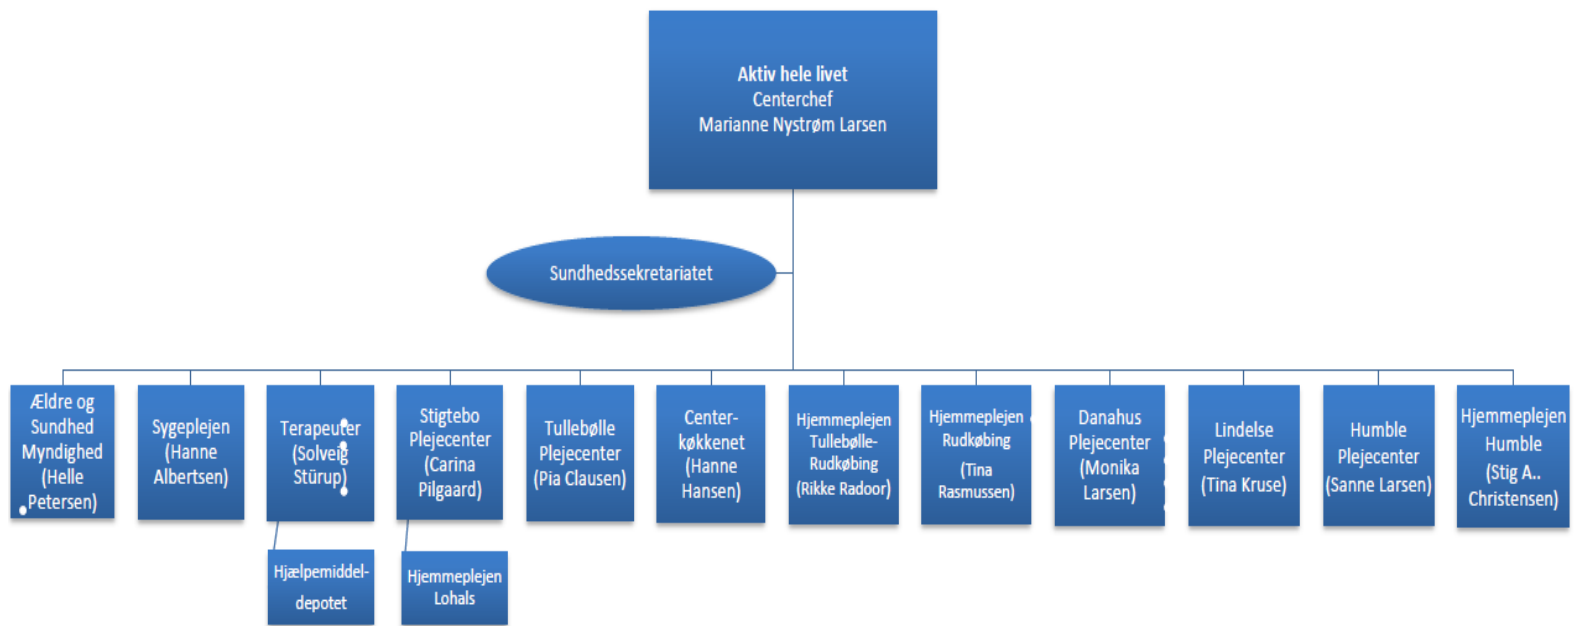 Aktiv hele livet
Centerchef
Marianne Nystrøm Larsen
Sundhedssekretariatet
Ældre og
Sundhed
Myndighed
(Helle
Petersen)
Sygeplejen
(Hanne
Albertsen)
Terapeuter
(Solveig
Stürup)
Stigtebo
Plejecenter
(Carina
Pilgaard)
Tullebølle
Plejecenter
(Pia Clausen)
Center-
køkkenet
(Hanne
Hansen)
Hjemmeplejen
Tullebølle-
Rudkøbing
(Rikke Radoor)
Hjemmeplejen
Rudkøbing
(Tina
Rasmussen)
Danahus
Plejecenter
(Monika
Larsen)
Lindelse
Plejecenter
(Tina Kruse)
Humble
Plejecenter
(Sanne Larsen)
Hjemmeplejen
Humble
(Stig A..
Christensen)
Hjælpemiddel-
depotet
Hjemmeplejen
Lohals